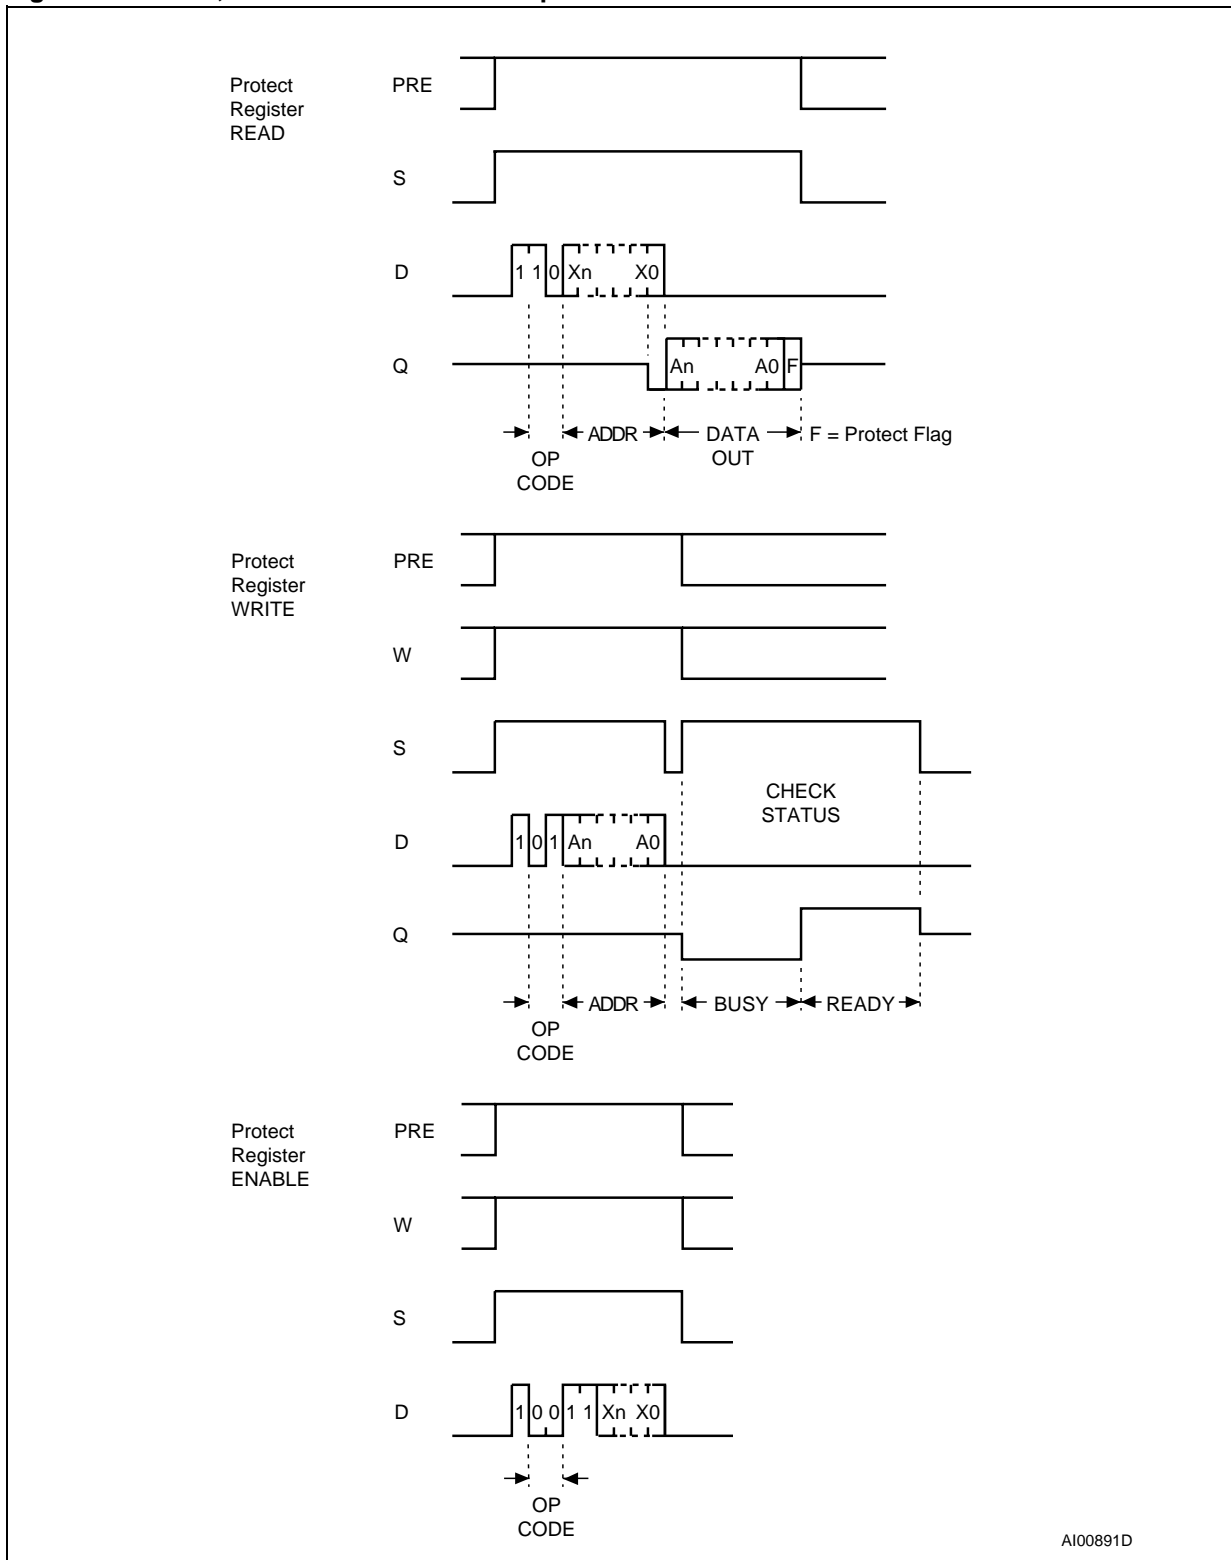 Protect
Register
READ
PRE
S
D
1 1 0 Xn X0
Q
An A0 F
ADDR DATA OUT F = Protect Flag
OP
CODE
Protect
Register
WRITE
PRE
W
S
CHECK
STATUS
D
1 0 1 An A0
Q
ADDR BUSY READY
OP
CODE
Protect
Register
ENABLE
PRE
W
S
D
1 0 0 1 1 Xn X0
OP
CODE
AI00891D